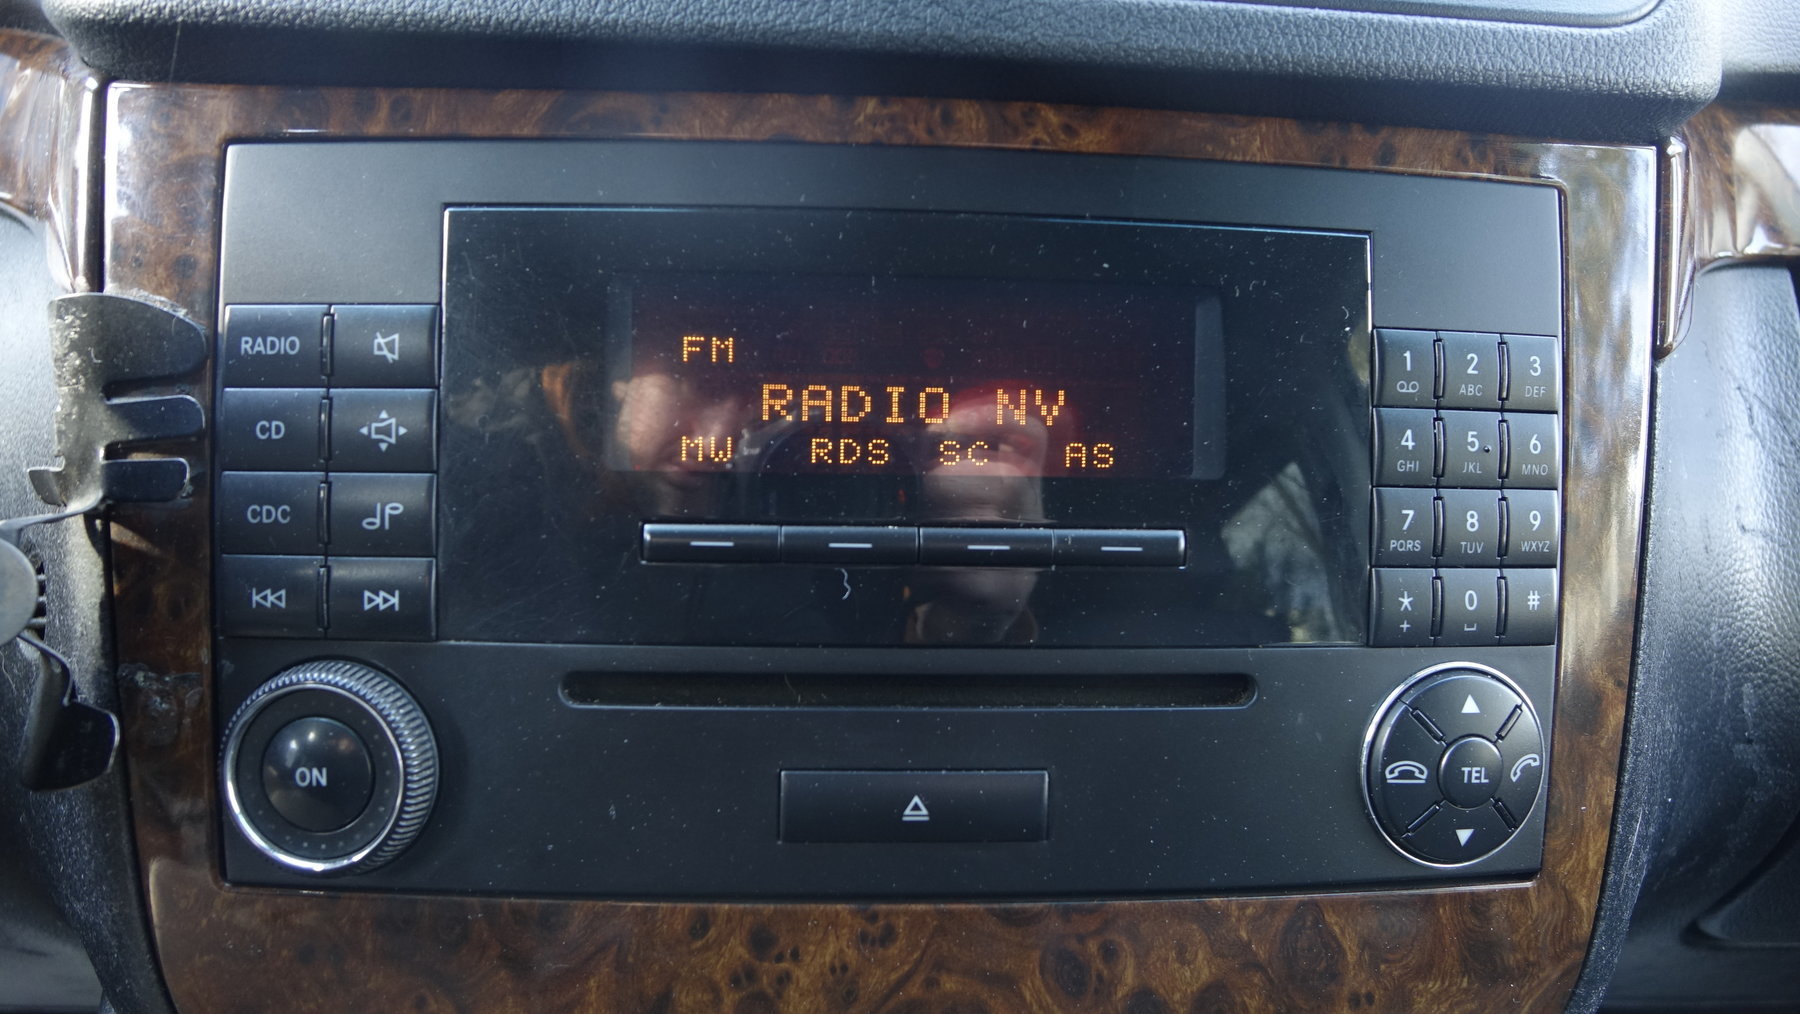 FM
RADIO NY
MW RDS SC AS
RADIO
CD
CDC
ON
1
2 ABC
3 DEF
4 GHI
5 JKL
6 MNO
7 PQRS
8 TUV
9 WXYZ
* +
0
#
TEL